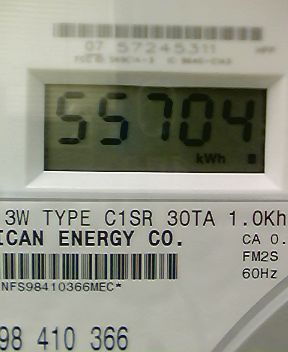 07 57245311
55704
kWh
3W TYPE C1SR 30TA 1.0Kh
ICAN ENERGY CO.
CA 0.
FM2S
60Hz
NFS98410366MEC*
98 410 366